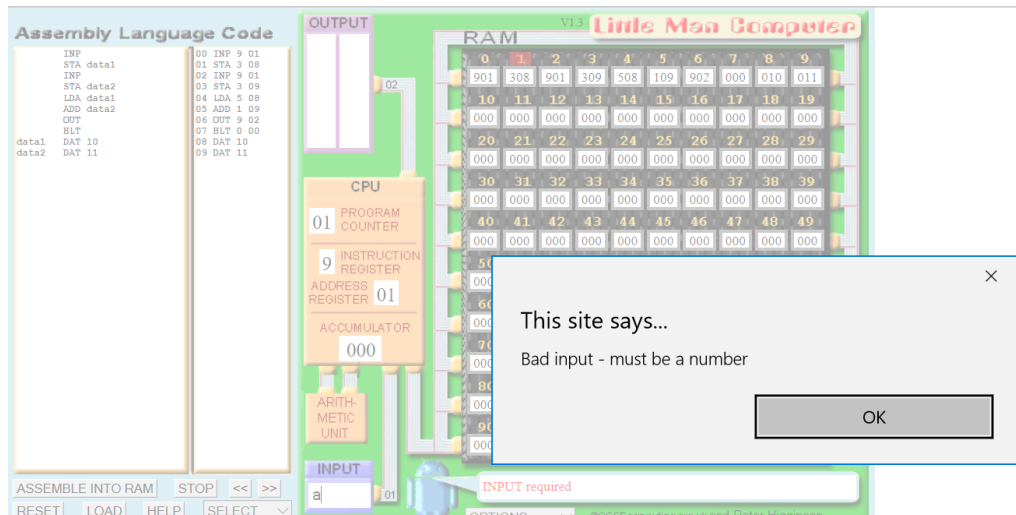 OUTPUT
V1.3 Little Man Computer
Assembly Language Code
RAM
INP
STA data1
INP
STA data2
LDA data1
ADD data2
OUT
HLT
data1 DAT 10
data2 DAT 11
00 INP 9 01
01 STA 3 08
02 INP 9 01
03 STA 3 09
04 LDA 5 08
05 ADD 1 09
06 OUT 9 02
07 HLT 0 00
08 DAT 10
09 DAT 11
02
0 1 2 3 4 5 6 7 8 9
901 308 901 309 508 109 902 000 010 011
10 11 12 13 14 15 16 17 18 19
000 000 000 000 000 000 000 000 000 000
20 21 22 23 24 25 26 27 28 29
000 000 000 000 000 000 000 000 000 000
30 31 32 33 34 35 36 37 38 39
000 000 000 000 000 000 000 000 000 000
40 41 42 43 44 45 46 47 48 49
000 000 000 000 000 000 000 000 000 000
CPU
01 PROGRAM
COUNTER
9 INSTRUCTION
REGISTER
ADDRESS
REGISTER 01
ACCUMULATOR
000
ARITH-
METIC
UNIT
INPUT
a
01
This site says...
Bad input - must be a number
OK
INPUT required
ASSEMBLE INTO RAM STOP << >>
RESET LOAD HELP SELECT
OPTIONS
and Peter Higginson